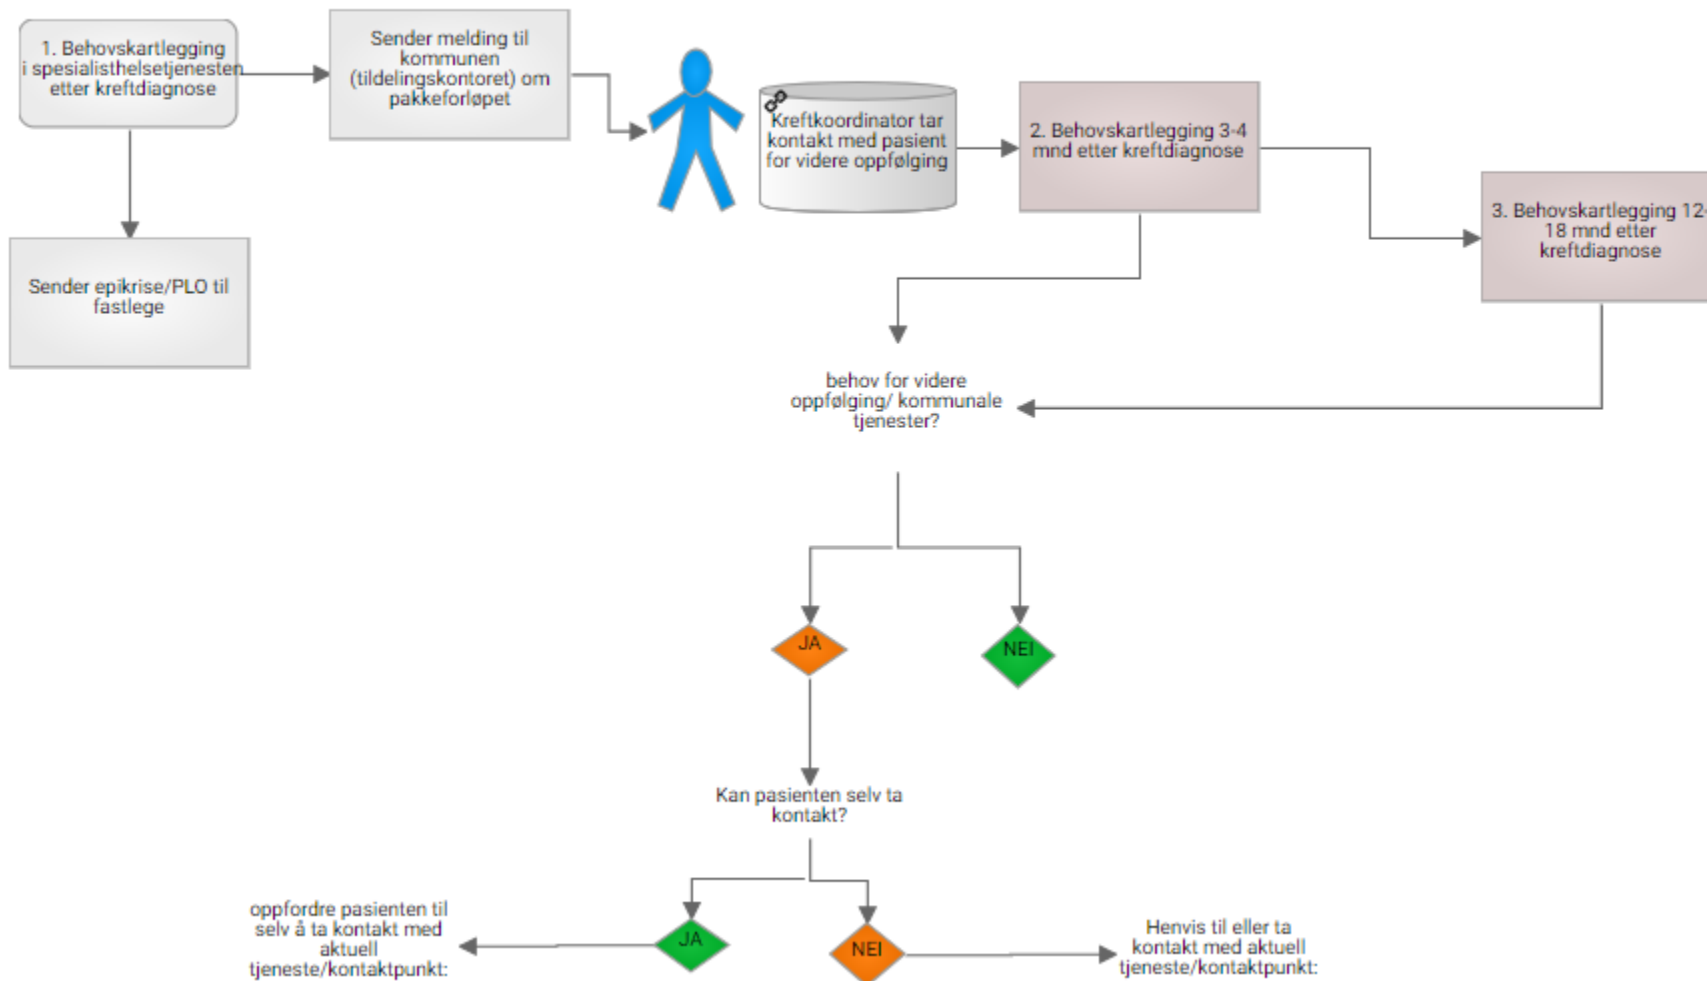 1. Behovskartlegging
i spesialisthelsetjenesten
etter kreftdiagnose
Sender melding til
kommunen
(tildelingskontoret) om
pakkeforløpet
Kreftkoordinator tar
kontakt med pasient
for videre oppfølging
2. Behovskartlegging 3-4
mnd etter kreftdiagnose
3. Behovskartlegging 12-
18 mnd etter
kreftdiagnose
Sender epikrise/PLO til
fastlege
behov for videre
oppfølging/ kommunale
tjenester?
JA
NEI
Kan pasienten selv ta
kontakt?
JA
NEI
oppfordre pasienten til
selv å ta kontakt med
aktuell
tjeneste/kontaktpunkt:
Henvis til eller ta
kontakt med aktuell
tjeneste/kontaktpunkt: